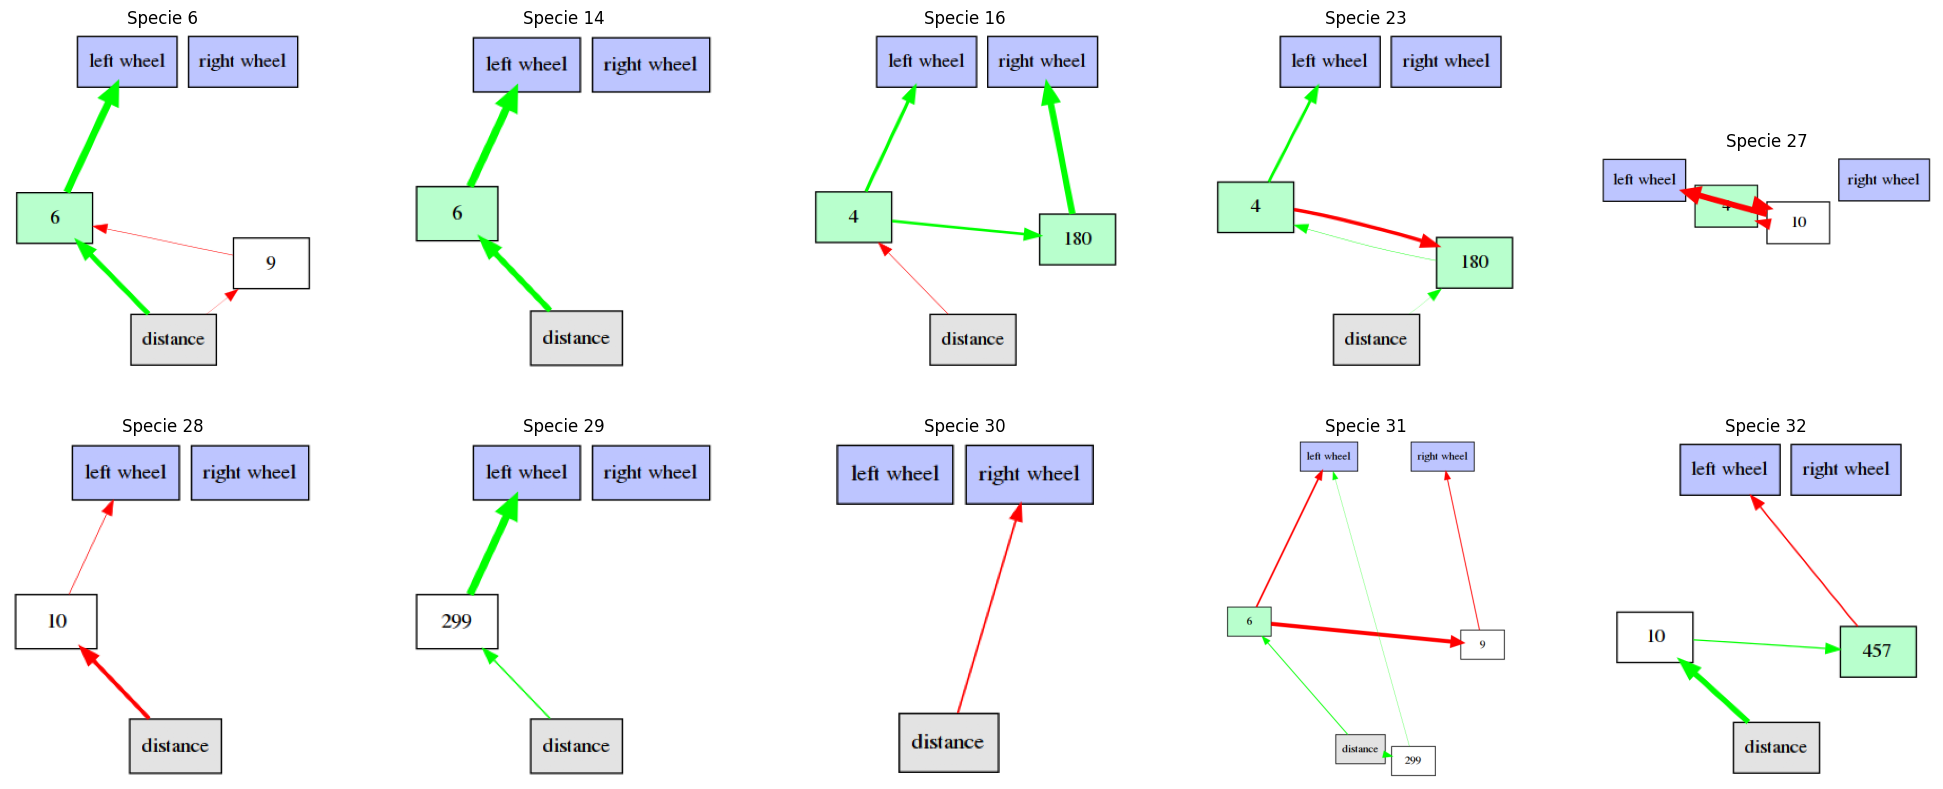 Specie 6
left wheel
right wheel
6
9
distance
Specie 14
left wheel
right wheel
6
distance
Specie 16
left wheel
right wheel
4
180
distance
Specie 23
left wheel
right wheel
4
180
distance
Specie 27
left wheel
right wheel
10
Specie 28
left wheel
right wheel
10
distance
Specie 29
left wheel
right wheel
299
distance
Specie 30
left wheel
right wheel
distance
Specie 31
left wheel
right wheel
6
9
distance
299
Specie 32
left wheel
right wheel
10
457
distance